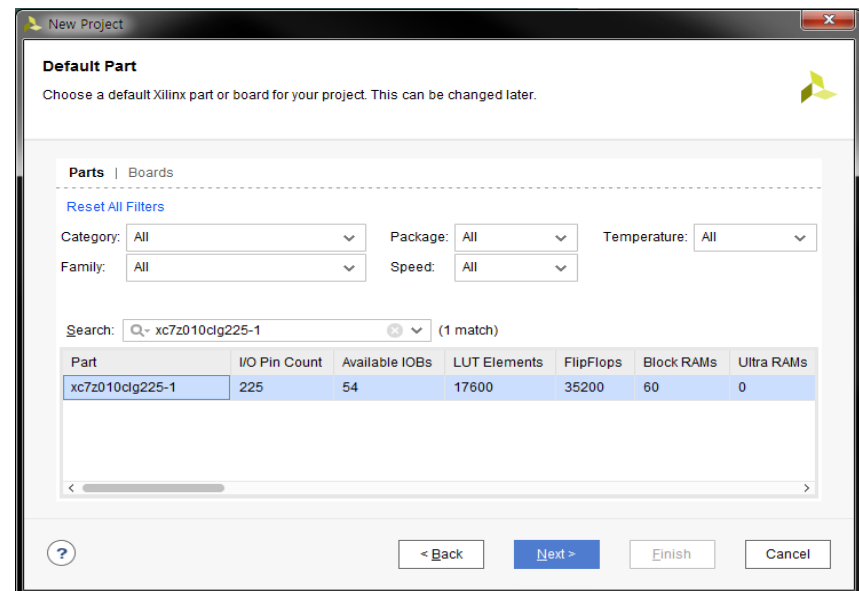 New Project
Default Part
Choose a default Xilinx part or board for your project. This can be changed later.
Parts | Boards
Reset All Filters
Category: All Package: All Temperature: All
Family: All Speed: All
Search: xc7z010clg225-1 (1 match)
Part I/O Pin Count Available IOBs LUT Elements FlipFlops Block RAMs Ultra RAMs
xc7z010clg225-1 225 54 17600 35200 60 0
? < Back Next > Finish Cancel